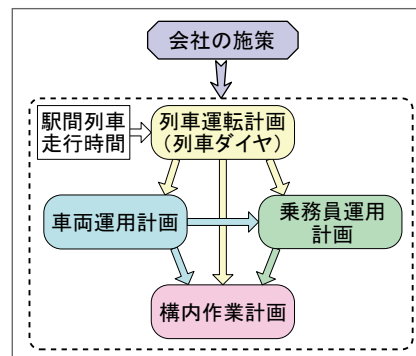 会社の施策
駅間列車
走行時間
列車運転計画
(列車ダイヤ)
車両運用計画
乗務員運用
計画
構内作業計画